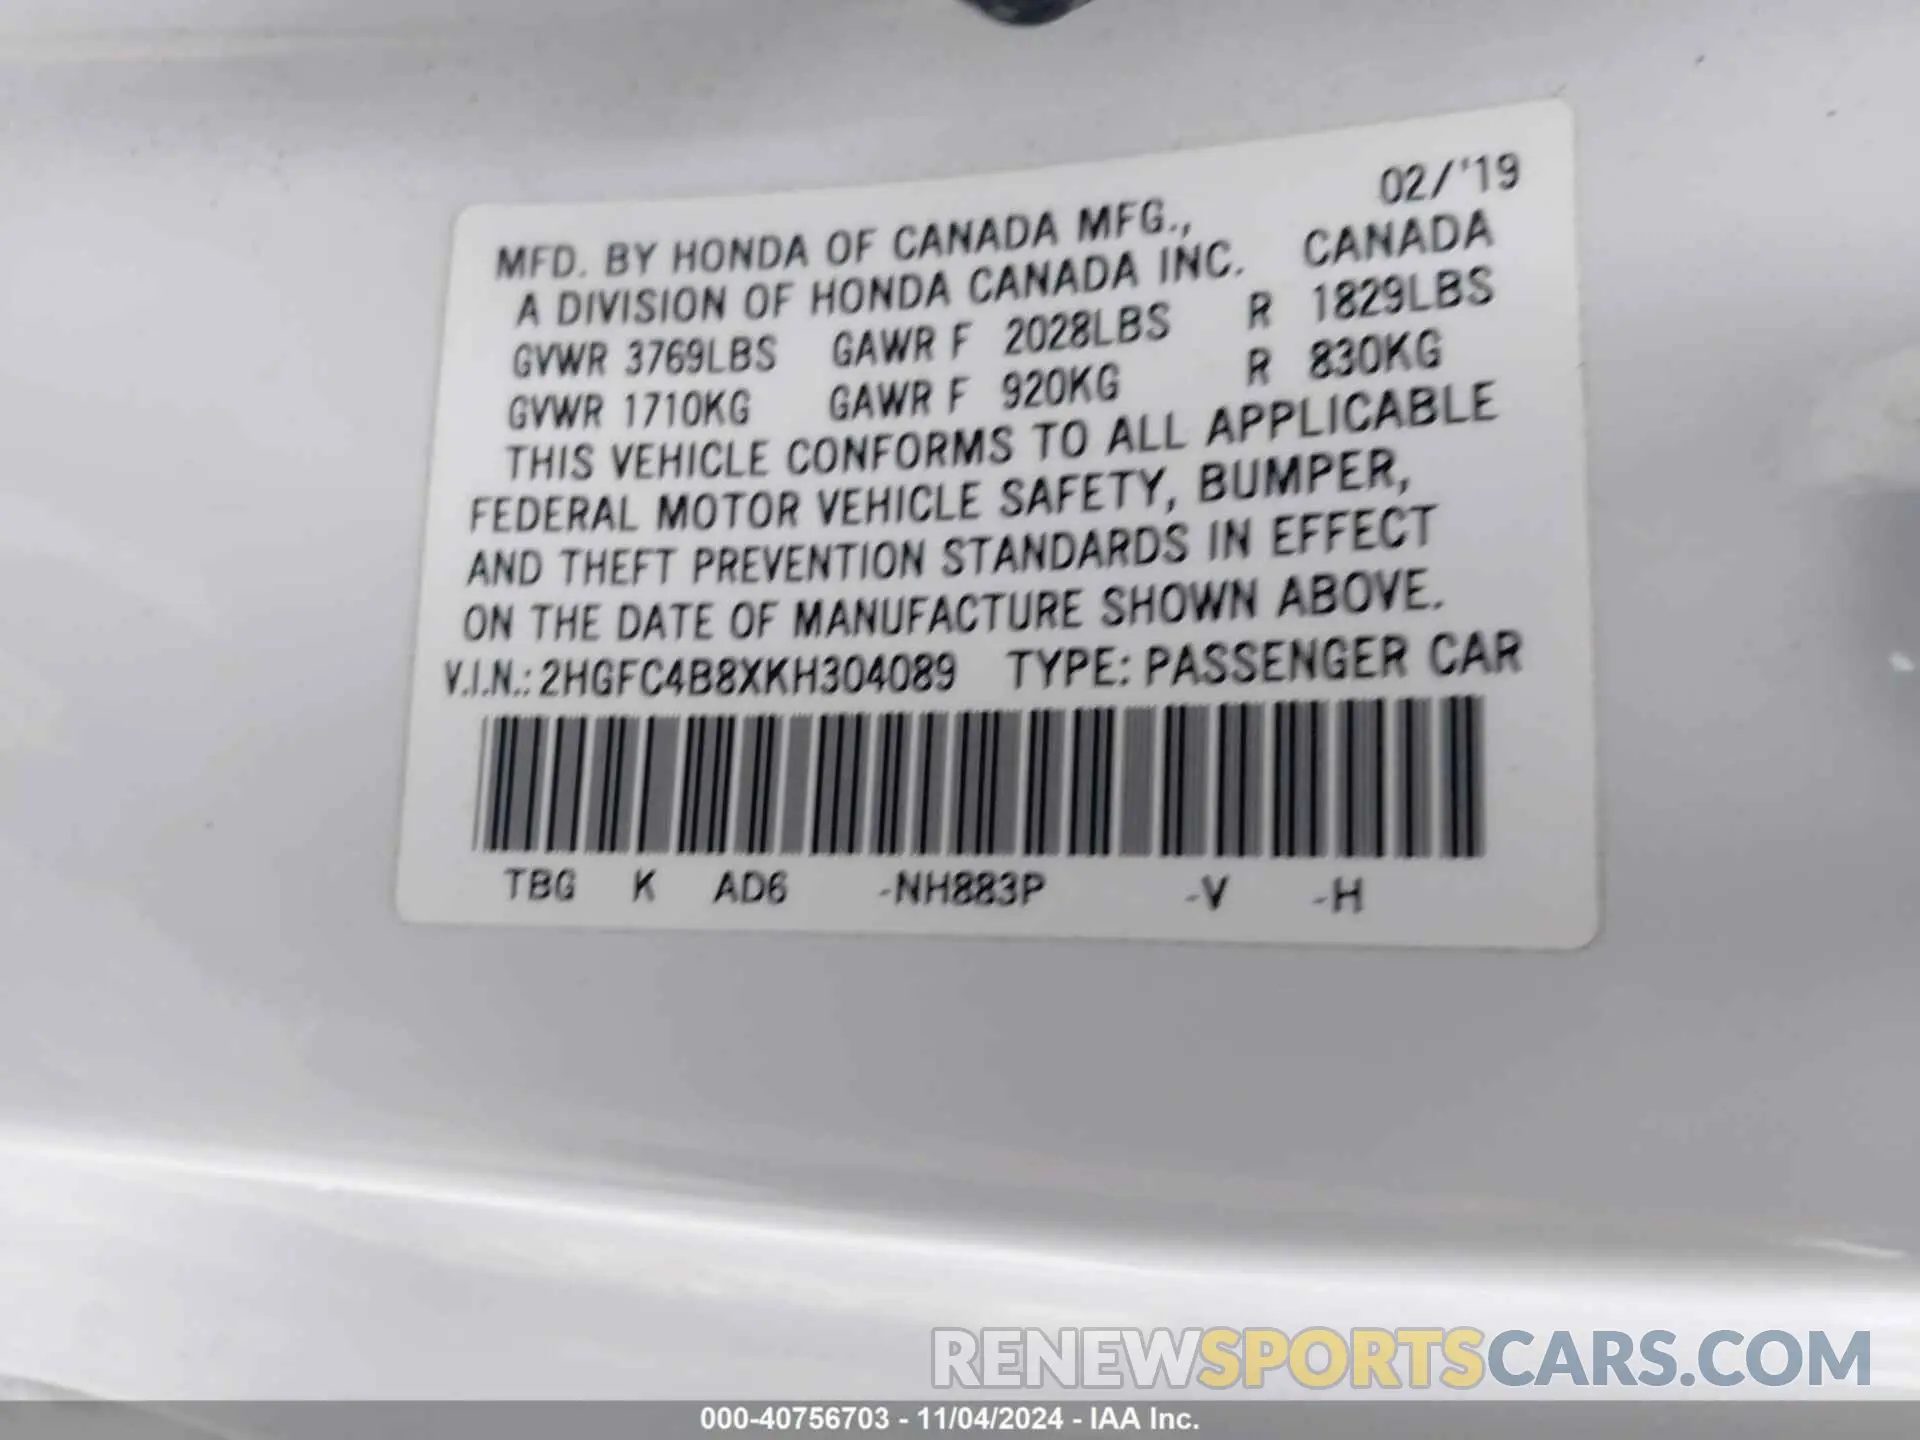 02/'19
MFD. BY HONDA OF CANADA MFG.,
A DIVISION OF HONDA CANADA INC. CANADA
GVWR 3769LBS GAWR F 2028LBS R 1829LBS
GVWR 1710KG GAWR F 920KG R 830KG
THIS VEHICLE CONFORMS TO ALL APPLICABLE
FEDERAL MOTOR VEHICLE SAFETY, BUMPER,
AND THEFT PREVENTION STANDARDS IN EFFECT
ON THE DATE OF MANUFACTURE SHOWN ABOVE.
V.I.N.: 2HGFC4B8XKH304089 TYPE: PASSENGER CAR
TBG K AD6 -NH883P -V -H
RENEWSPORTSCARS.COM
000-40756703 - 11/04/2024 - IAA Inc.